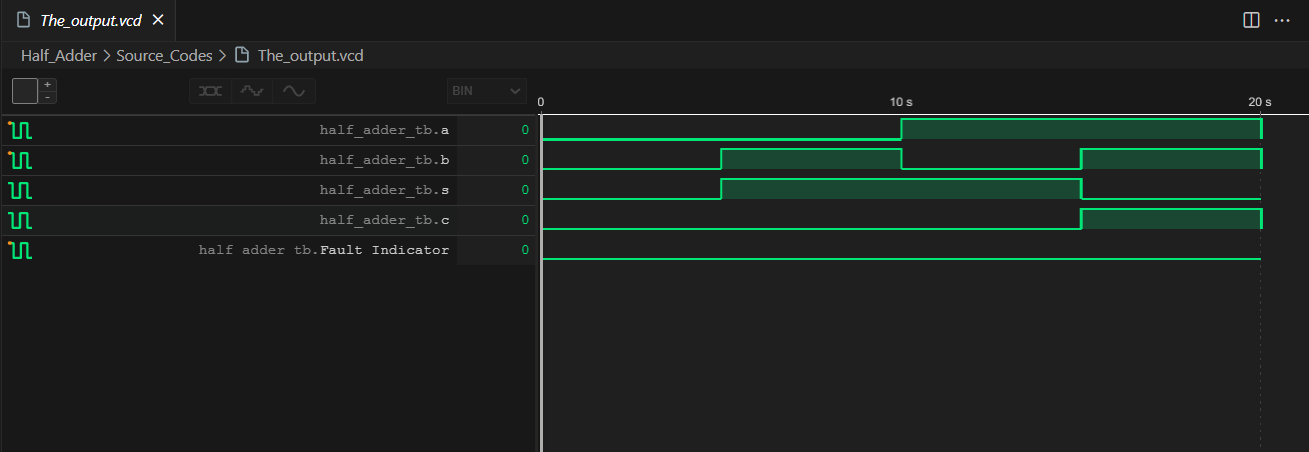 The_output.vcd
Half_Adder > Source_Codes > The_output.vcd
+
-
BIN
0 10 s 20 s
half_adder_tb.a 0
half_adder_tb.b 0
half_adder_tb.s 0
half_adder_tb.c 0
half adder tb.Fault Indicator 0